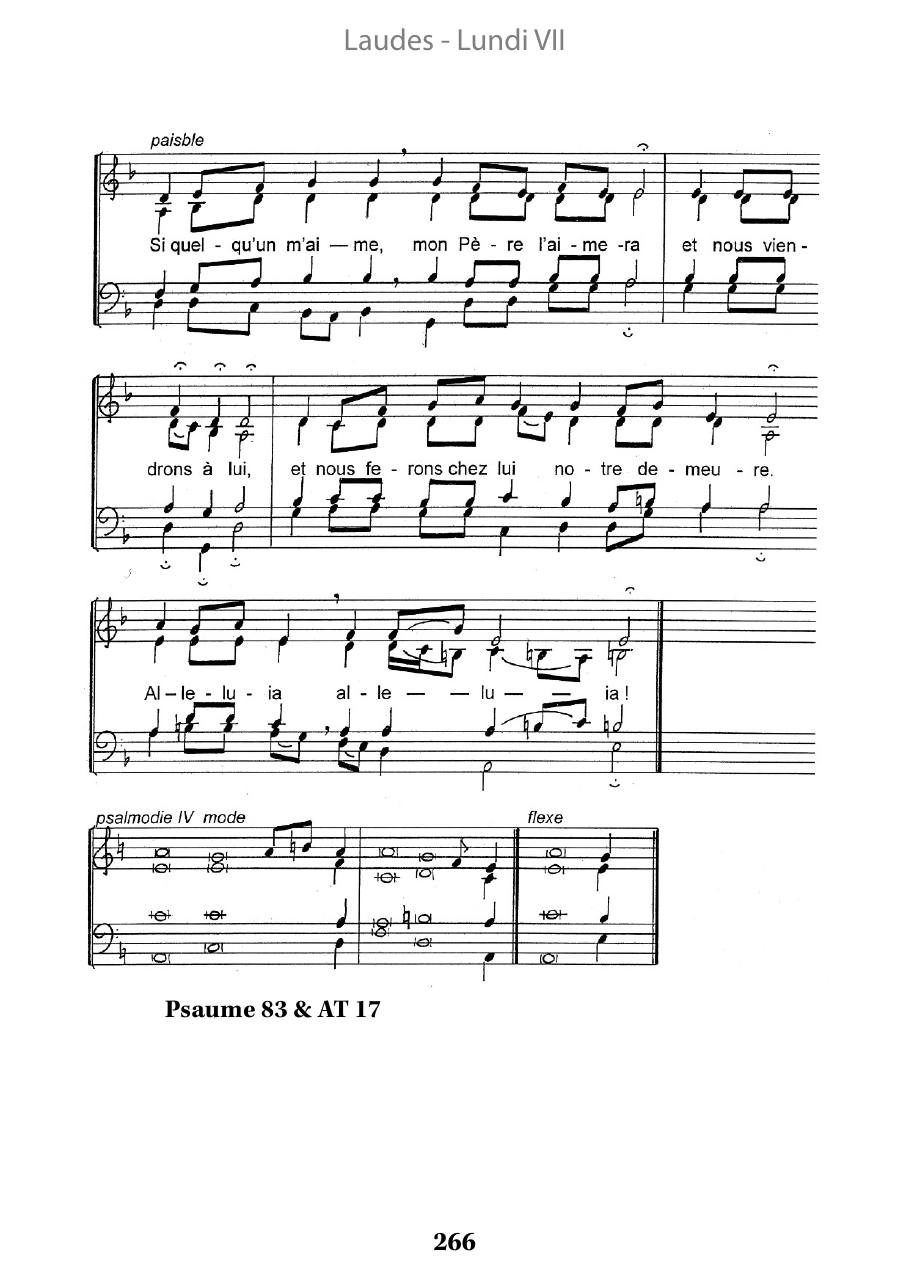 Laudes - Lundi VII
paisble
Si quel - qu'un m'ai — me, mon Pè - re l'ai - me - ra et nous vien -
drons à lui, et nous fe - rons chez lui no - tre de - meu - re.
Al – le - lu - ia al - le — — lu — — ia !
psalmodie IV mode flexe
Psaume 83 & AT 17
266